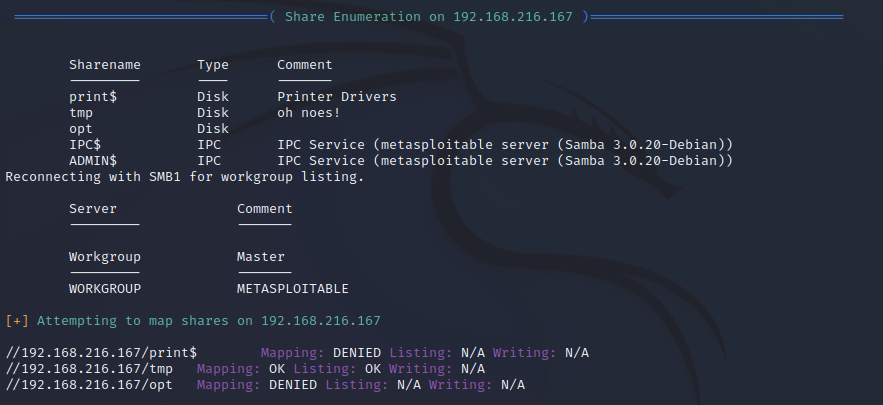 ( Share Enumeration on 192.168.216.167 )
Sharename Type Comment
print$ Disk Printer Drivers
tmp Disk oh noes!
opt Disk
IPC$ IPC IPC Service (metasploitable server (Samba 3.0.20-Debian))
ADMIN$ IPC IPC Service (metasploitable server (Samba 3.0.20-Debian))
Reconnecting with SMB1 for workgroup listing.
Server Comment
Workgroup Master
WORKGROUP METASPLOITABLE
[+] Attempting to map shares on 192.168.216.167
//192.168.216.167/print$ Mapping: DENIED Listing: N/A Writing: N/A
//192.168.216.167/tmp Mapping: OK Listing: OK Writing: N/A
//192.168.216.167/opt Mapping: DENIED Listing: N/A Writing: N/A